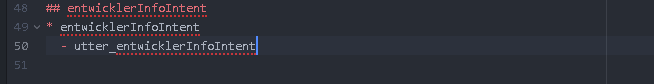 48 ## entwicklerInfoIntent
49 * entwicklerInfoIntent
50 - utter_entwicklerInfoIntent
51